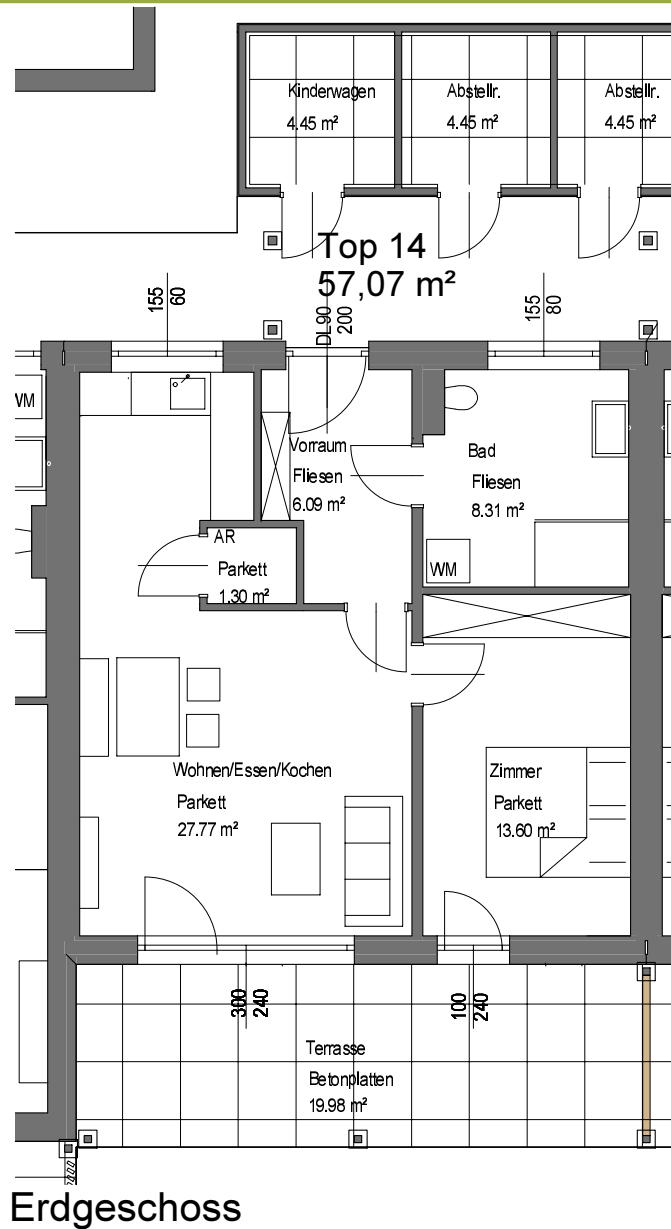 Kinderwagen
4.45 m²
Abstellr.
4.45 m²
Abstellr.
4.45 m²
Top 14
57,07 m²
155
60
DL90
200
155
80
WM
Vorraum
Fliesen
6.09 m²
Bad
Fliesen
8.31 m²
AR
Parkett
1.30 m²
WM
Wohnen/Essen/Kochen
Parkett
27.77 m²
Zimmer
Parkett
13.60 m²
300
240
100
240
Terrasse
Betonplatten
19.98 m²
Erdgeschoss